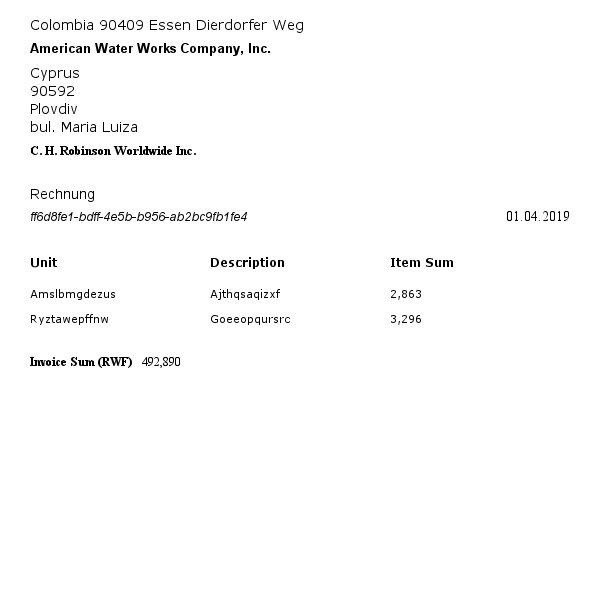 Colombia 90409 Essen Dierdorfer Weg
American Water Works Company, Inc.
Cyprus
90592
Plovdiv
bul. Maria Luiza
C. H. Robinson Worldwide Inc.
Rechnung
ff6d8fe1-bdff-4e5b-b956-ab2bc9fb1fe4 01.04.2019
Unit Description Item Sum
Amslbmgdezus Ajthqsaqizxf 2,863
Ryztawepffnw Goeeopqursrc 3,296
Invoice Sum (RWF) 492,890